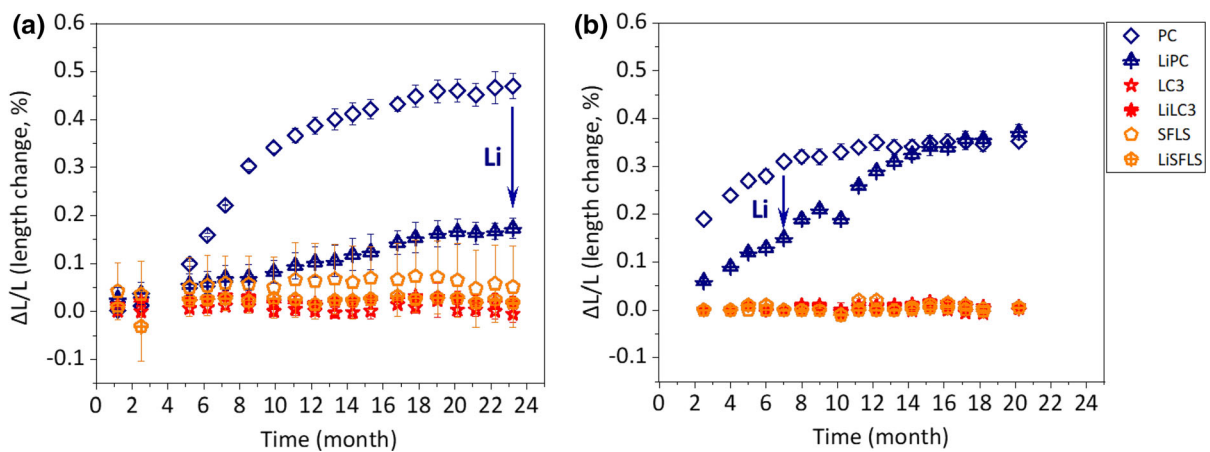 (a)
ΔL/L (length change, %)
0.6
0.5
0.4
0.3
0.2
0.1
0.0
-0.1
Li
0 2 4 6 8 10 12 14 16 18 20 22 24
Time (month)
(b)
ΔL/L (length change, %)
0.6
0.5
0.4
0.3
0.2
0.1
0.0
-0.1
Li
0 2 4 6 8 10 12 14 16 18 20 22 24
Time (month)
PC
LiPC
LC3
LiLC3
SFLS
LiSFLS